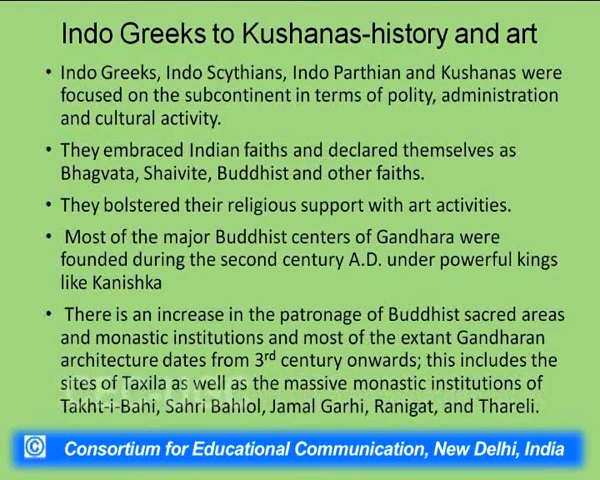 Indo Greeks to Kushanas-history and art
• Indo Greeks, Indo Scythians, Indo Parthian and Kushanas were
focused on the subcontinent in terms of polity, administration
and cultural activity.
• They embraced Indian faiths and declared themselves as
Bhagvata, Shaivite, Buddhist and other faiths.
• They bolstered their religious support with art activities.
• Most of the major Buddhist centers of Gandhara were
founded during the second century A.D. under powerful kings
like Kanishka
• There is an increase in the patronage of Buddhist sacred areas
and monastic institutions and most of the extant Gandharan
architecture dates from 3rd century onwards; this includes the
sites of Taxila as well as the massive monastic institutions of
Takht-i-Bahi, Sahri Bahlol, Jamal Garhi, Ranigat, and Thareli.
© Consortium for Educational Communication, New Delhi, India